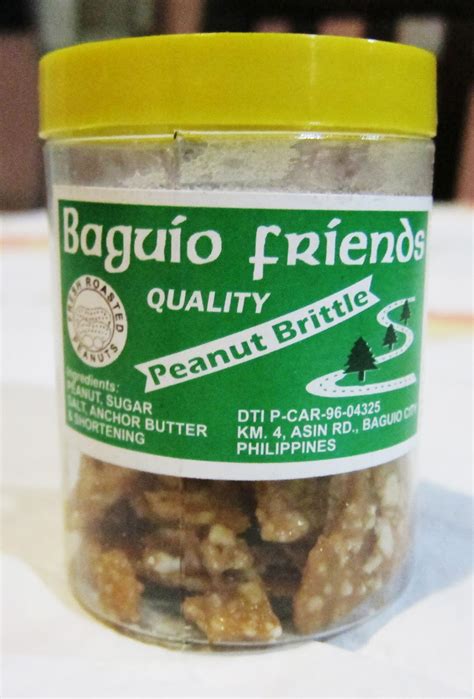 Baguio friends
QUALITY
Peanut Brittle
FRESH ROASTED
PEANUTS
Ingredients:
PEANUT, SUGAR
SALT, ANCHOR BUTTER
& SHORTENING
DTI P-CAR-96-04325
KM. 4, ASIN RD., BAGUIO CITY
PHILIPPINES